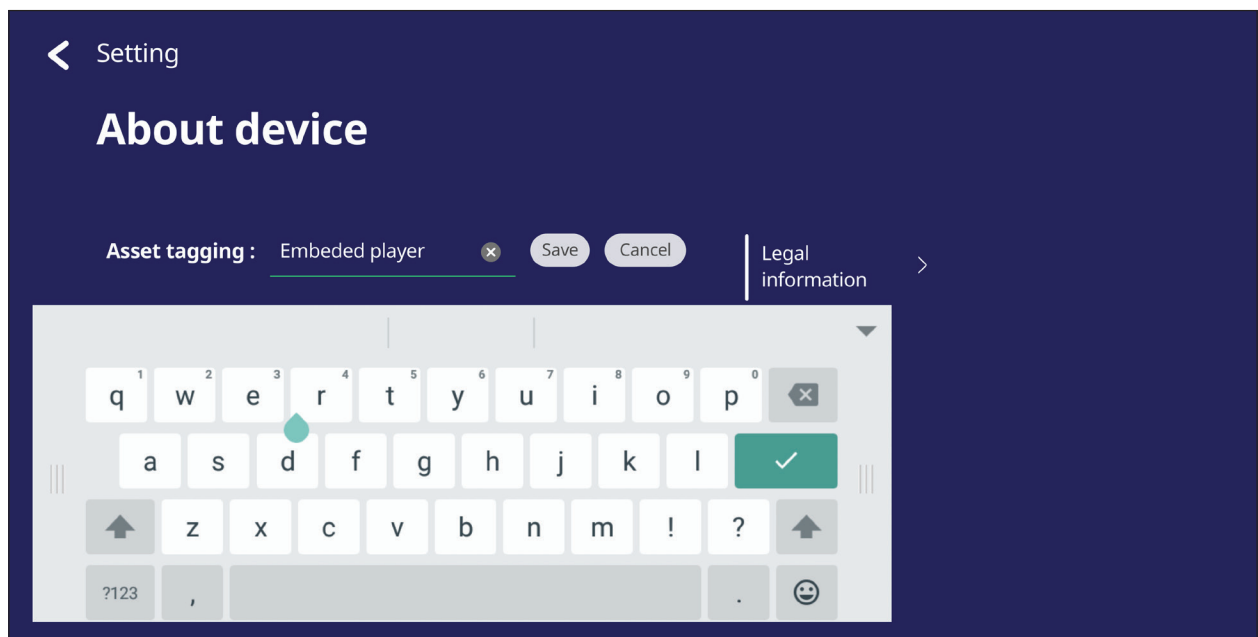 Setting
About device
Asset tagging : Embeded player Save Cancel
Legal
information
1 2 3 4 5 6 7 8 9 0
q w e r t y u i o p
a s d f g h j k l
z x c v b n m ! ?
?123 , .